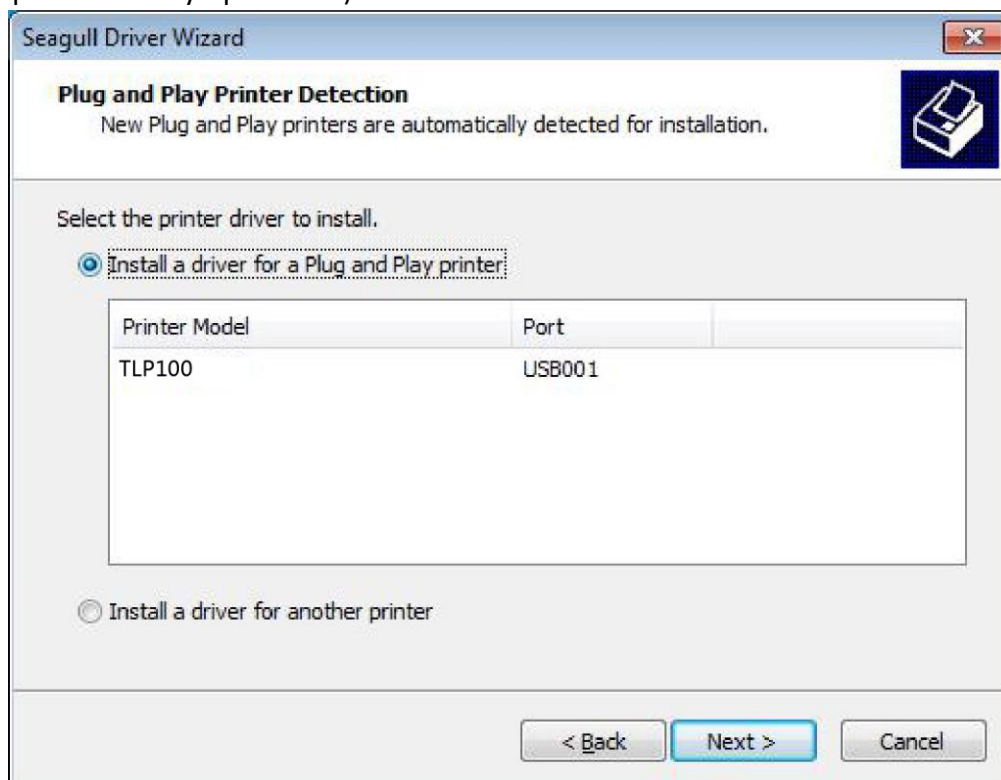 Seagull Driver Wizard
Plug and Play Printer Detection
New Plug and Play printers are automatically detected for installation.
Select the printer driver to install.
Install a driver for a Plug and Play printer
Printer Model Port
TLP100 USB001
Install a driver for another printer
< Back Next > Cancel